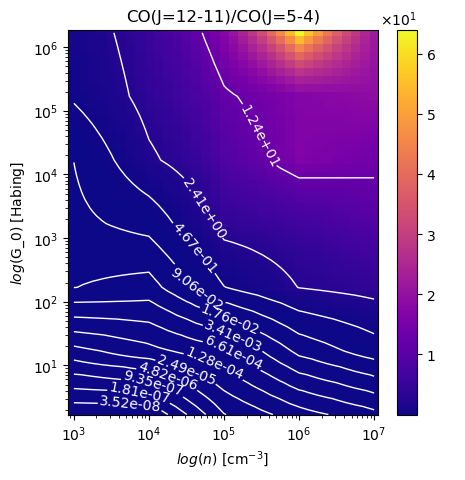 CO(J=12-11)/CO(J=5-4)
×10¹
10⁶
10⁵
10⁴
10³
10²
10¹
log(G_0) [Habing]
1.24e+01
2.41e+00
4.67e-01
9.06e-02
1.76e-02
3.41e-03
6.61e-04
1.28e-04
2.49e-05
4.82e-06
9.35e-07
1.81e-07
3.52e-08
6
5
4
3
2
1
10³ 10⁴ 10⁵ 10⁶ 10⁷
log(n) [cm⁻³]